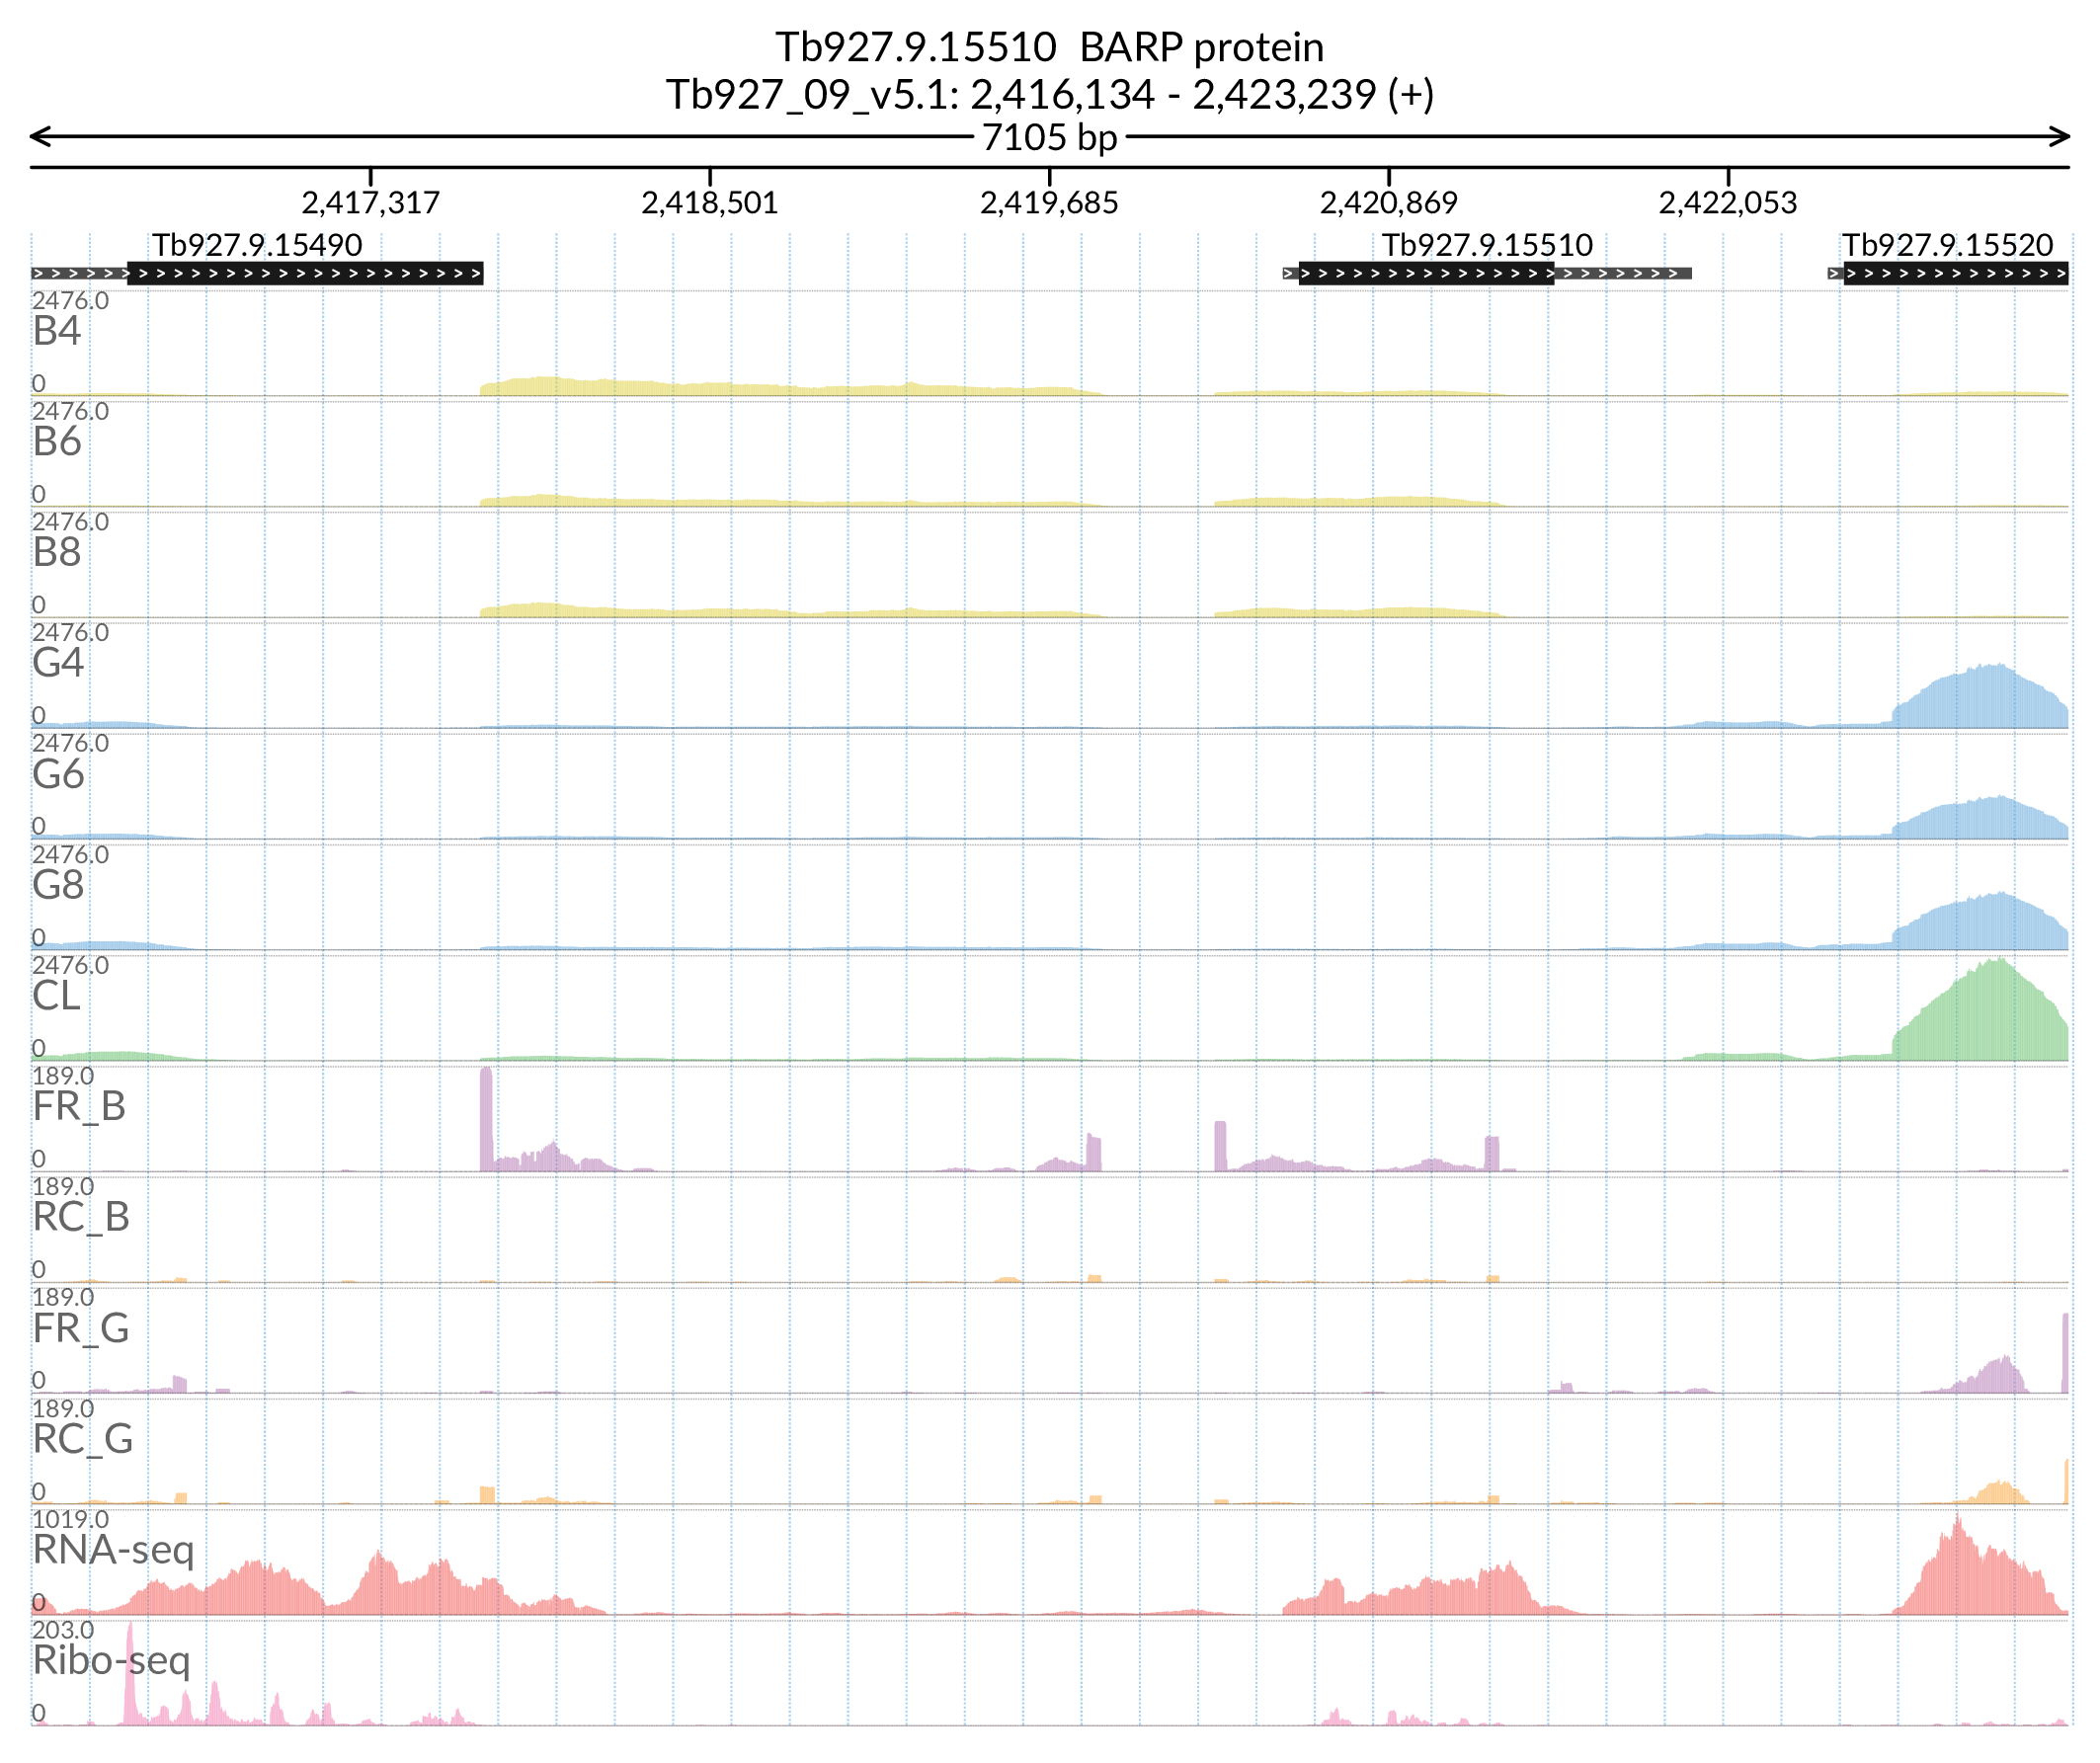 Tb927.9.15510  BARP protein
Tb927_09_v5.1: 2,416,134 - 2,423,239 (+)
7105 bp
2,417,317 2,418,501 2,419,685 2,420,869 2,422,053
Tb927.9.15490 Tb927.9.15510 Tb927.9.15520
2476.0
B4
0
2476.0
B6
0
2476.0
B8
0
2476.0
G4
0
2476.0
G6
0
2476.0
G8
0
2476.0
CL
0
189.0
FR_B
0
189.0
RC_B
0
189.0
FR_G
0
189.0
RC_G
0
1019.0
RNA-seq
0
203.0
Ribo-seq
0